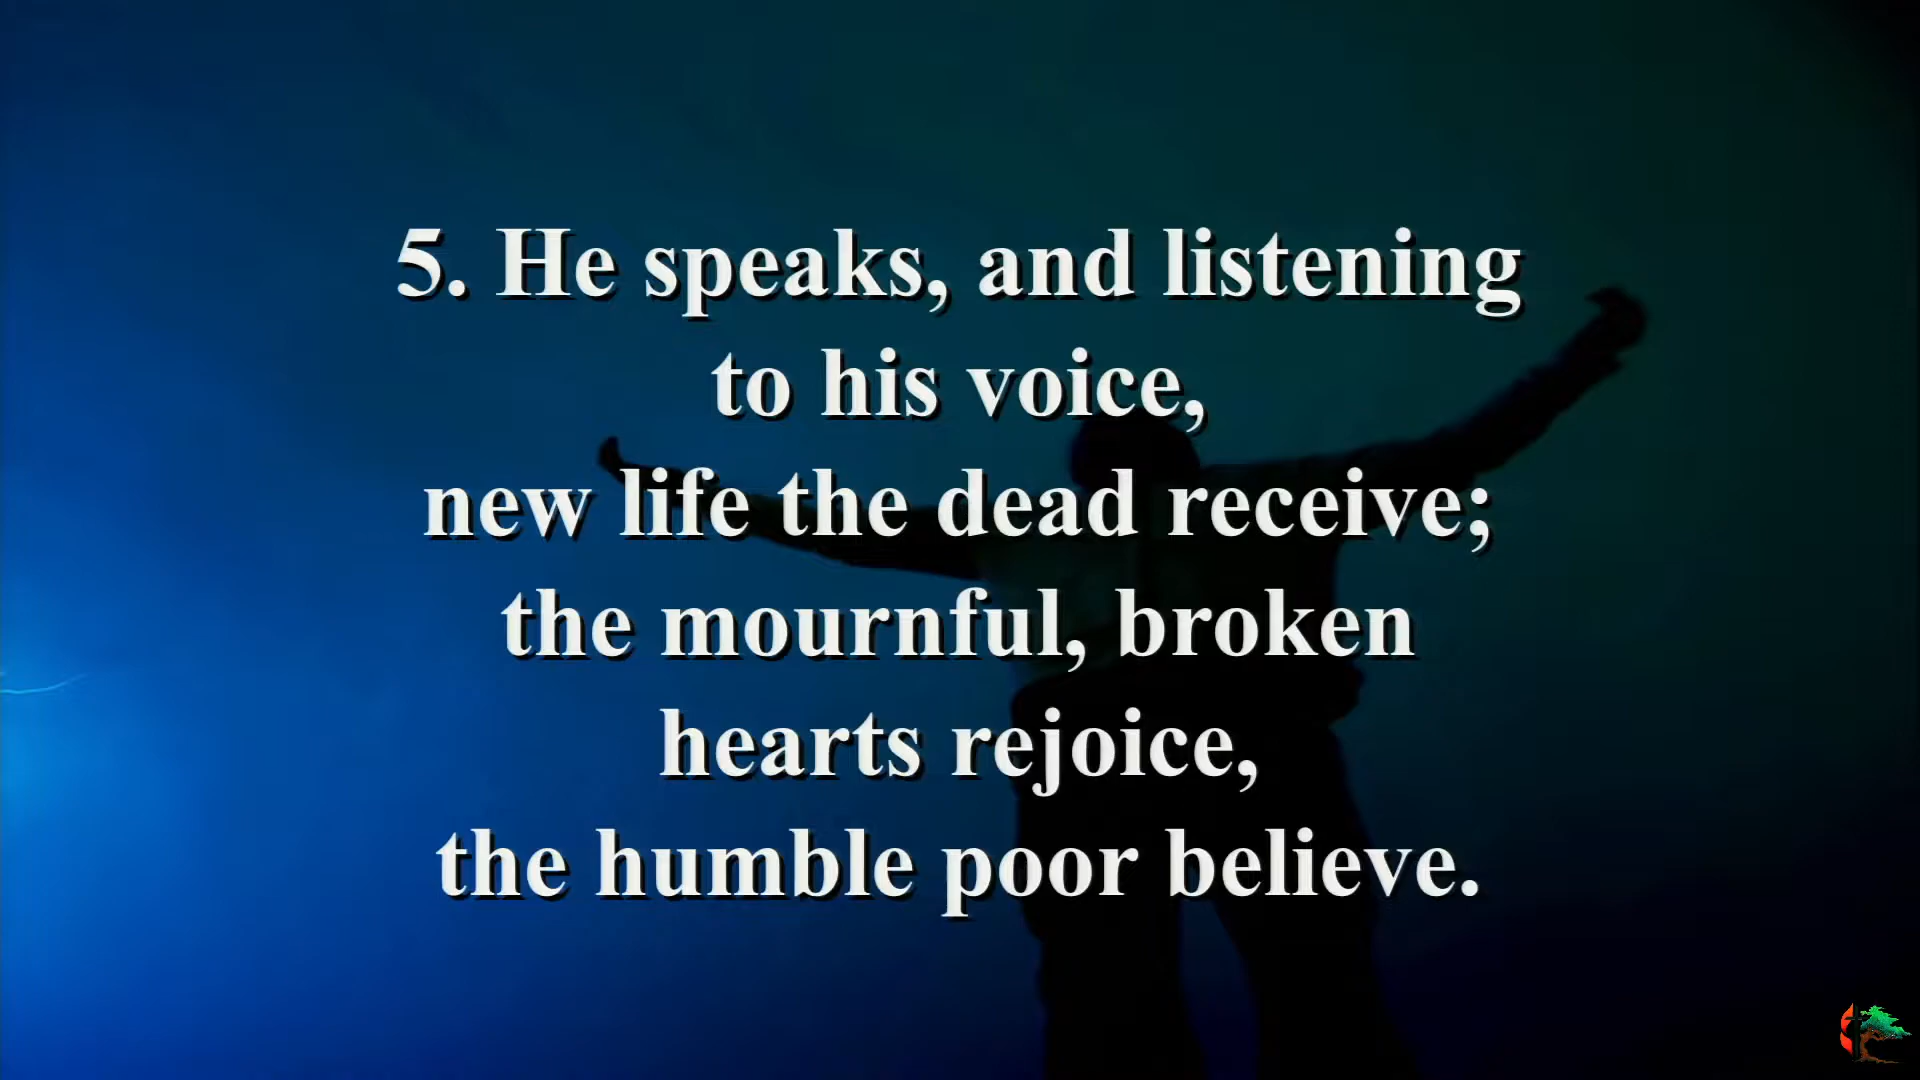 5. He speaks, and listening
to his voice,
new life the dead receive;
the mournful, broken
hearts rejoice,
the humble poor believe.